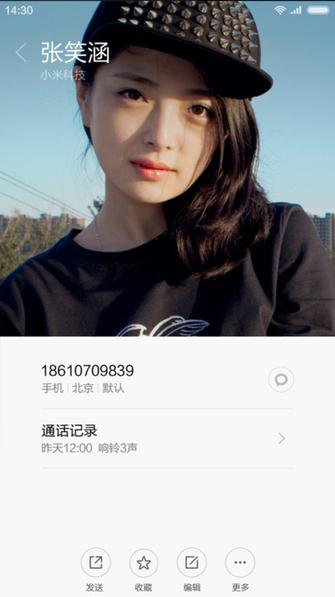 14:30
张笑涵
小米科技
18610709839
手机 | 北京 | 默认
通话记录
昨天12:00 响铃3声
发送 收藏 编辑 更多